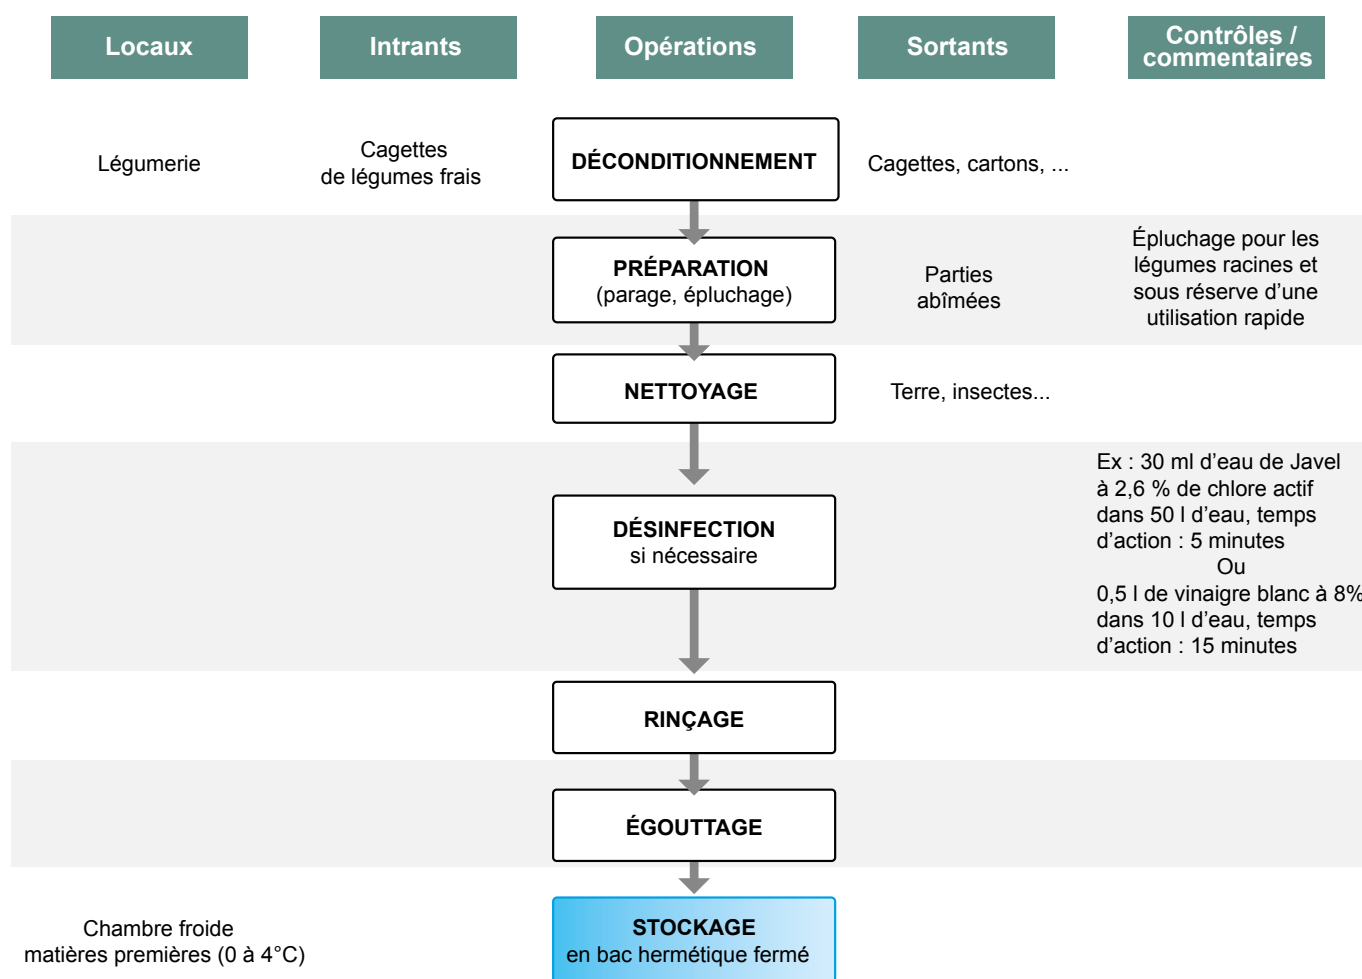 Locaux
Intrants
Opérations
Sortants
Contrôles /
commentaires
Légumerie
Cagettes
de légumes frais
DÉCONDITIONNEMENT
Cagettes, cartons, ...
PRÉPARATION
(parage, épluchage)
Parties
abîmées
Épluchage pour les
légumes racines et
sous réserve d’une
utilisation rapide
NETTOYAGE
Terre, insectes...
DÉSINFECTION
si nécessaire
Ex : 30 ml d’eau de Javel
à 2,6 % de chlore actif
dans 50 l d’eau, temps
d’action : 5 minutes
Ou
0,5 l de vinaigre blanc à 8%
dans 10 l d’eau, temps
d’action : 15 minutes
RINÇAGE
ÉGOUTTAGE
Chambre froide
matières premières (0 à 4°C)
STOCKAGE
en bac hermétique fermé